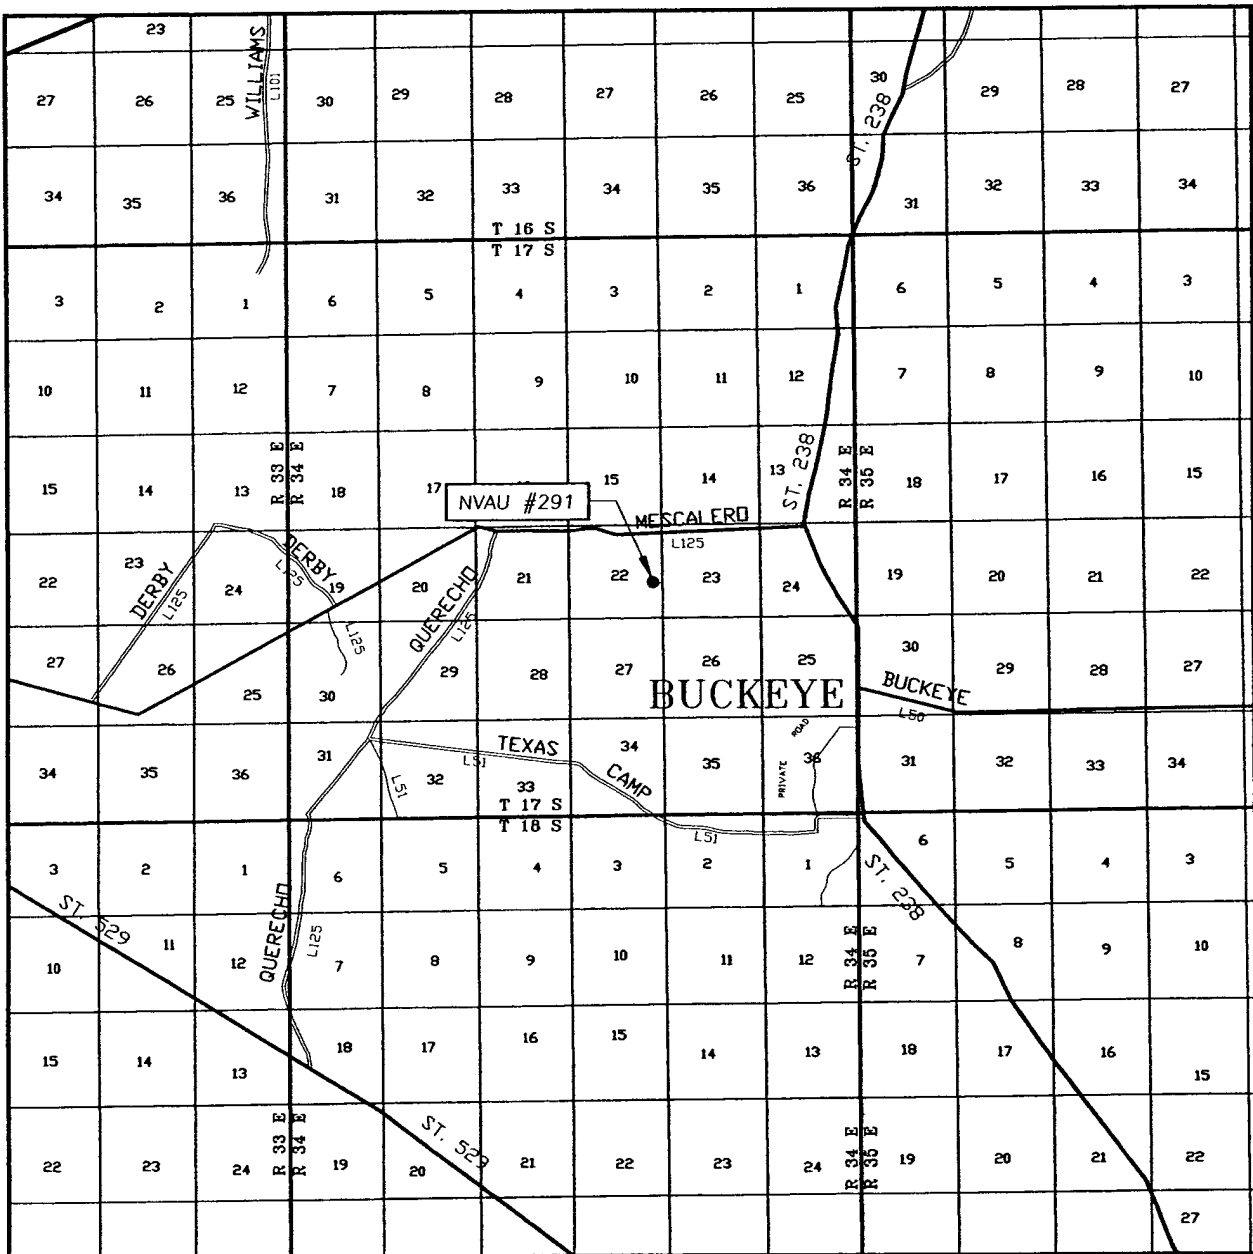 23
WILLIAMS
L101
27 26 25 30 29 28 27 26 25 30 29 28 27
ST. 238
34 35 36 31 32 33 34 35 36 31 32 33 34
T 16 S
T 17 S
3 2 1 6 5 4 3 2 1 6 5 4 3
10 11 12 7 8 9 10 11 12 7 8 9 10
R 33 E
R 34 E
ST. 238
R 34 E
R 35 E
15 14 13 18 17 15 14 13 18 17 16 15
NVAU #291
MESCALERO
L125
DERBY
L125
DERBY
L125
L125
QUERECHO
L125
22 23 24 19 20 21 22 23 24 19 20 21 22
27 26 25 30 29 28 27 26 25 30 29 28 27
BUCKEYE
BUCKEYE
L50
TEXAS
CAMP
L51
L51
L51
PRIVATE
ROAD
34 35 36 31 32 33 34 35 36 31 32 33 34
T 17 S
T 18 S
3 2 1 6 5 4 3 2 1 6 5 4 3
ST. 529
QUERECHO
L125
ST. 238
R 34 E
R 35 E
10 11 12 7 8 9 10 11 12 7 8 9 10
15 14 13 18 17 16 15 14 13 18 17 16 15
R 33 E
R 34 E
ST. 529
R 34 E
R 35 E
22 23 24 19 20 21 22 23 24 19 20 21 22
27